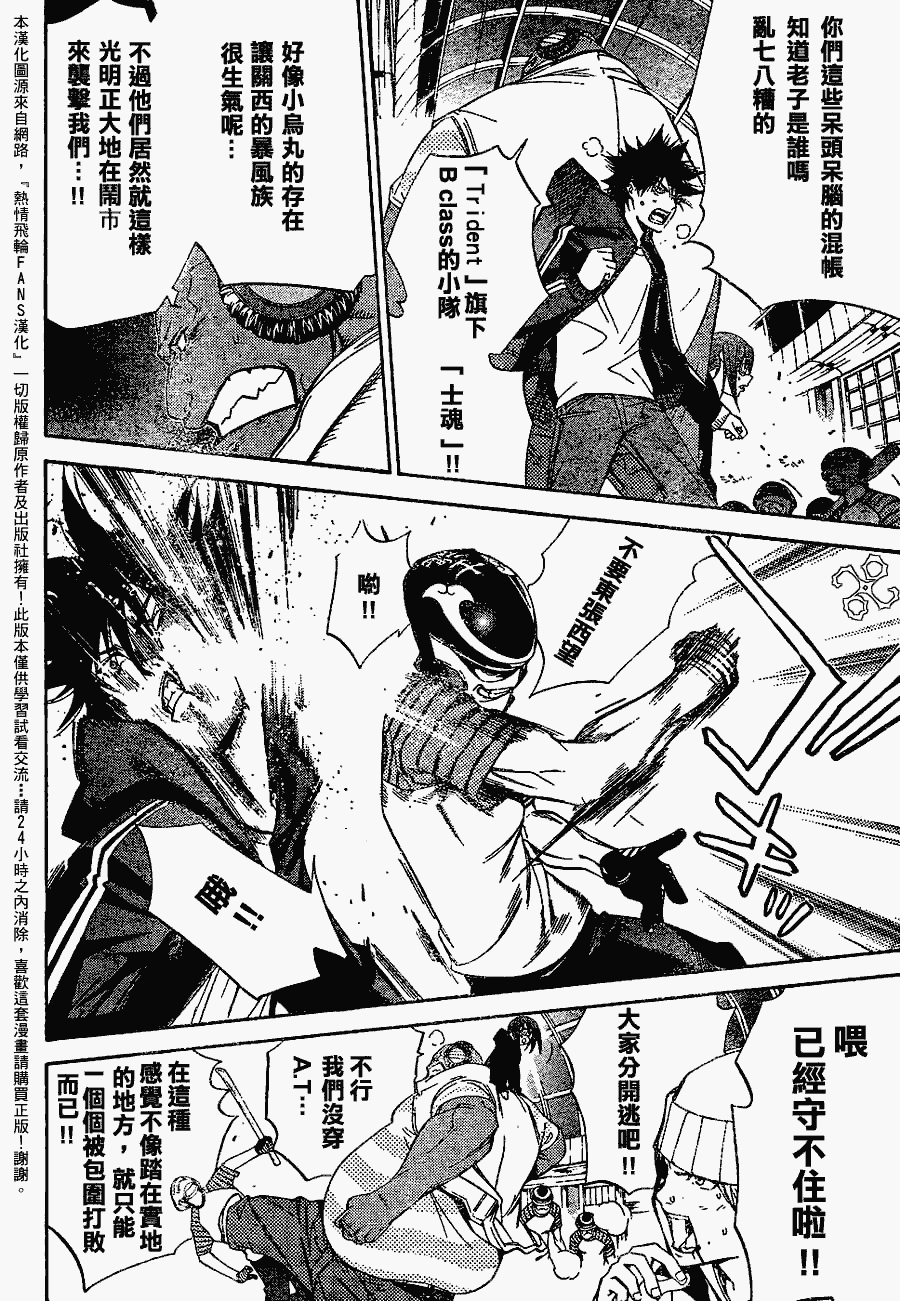 你們這些呆頭呆腦的混帳
知道老子是誰嗎
亂七八糟的
「Trident」旗下
B class的小隊
「士魂」!!
好像小烏丸的存在
讓關西的暴風族
很生氣呢…
不過他們居然就這樣
光明正大地在鬧市
來襲擊我們…!!
不要東張西望
喲!!
喂
已經守不住啦!!
大家分開逃吧!!
不行
我們沒穿
A.T…
在這種
感覺不像踏在實地
的地方，就只能
一個個被包圍打敗
而已!!
本漢化圖源來自網路，『熱情飛輪FANS漢化』一切版權歸原作者及出版社擁有！此版本僅供學習試看交流…請24小時之內消除，喜歡這套漫畫請購買正版！謝謝。